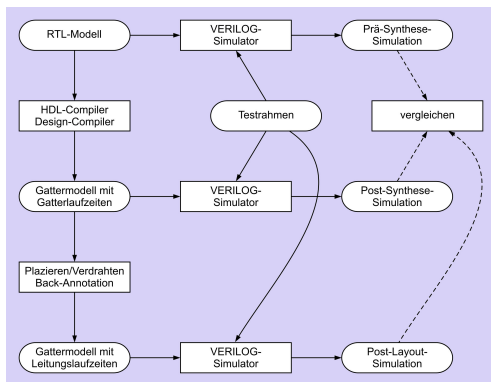 RTL-Modell
VERILOG-
Simulator
Prä-Synthese-
Simulation
HDL-Compiler
Design-Compiler
Testrahmen
vergleichen
Gattermodell mit
Gatterlaufzeiten
VERILOG-
Simulator
Post-Synthese-
Simulation
Plazieren/Verdrahten
Back-Annotation
Gattermodell mit
Leitungslaufzeiten
VERILOG-
Simulator
Post-Layout-
Simulation